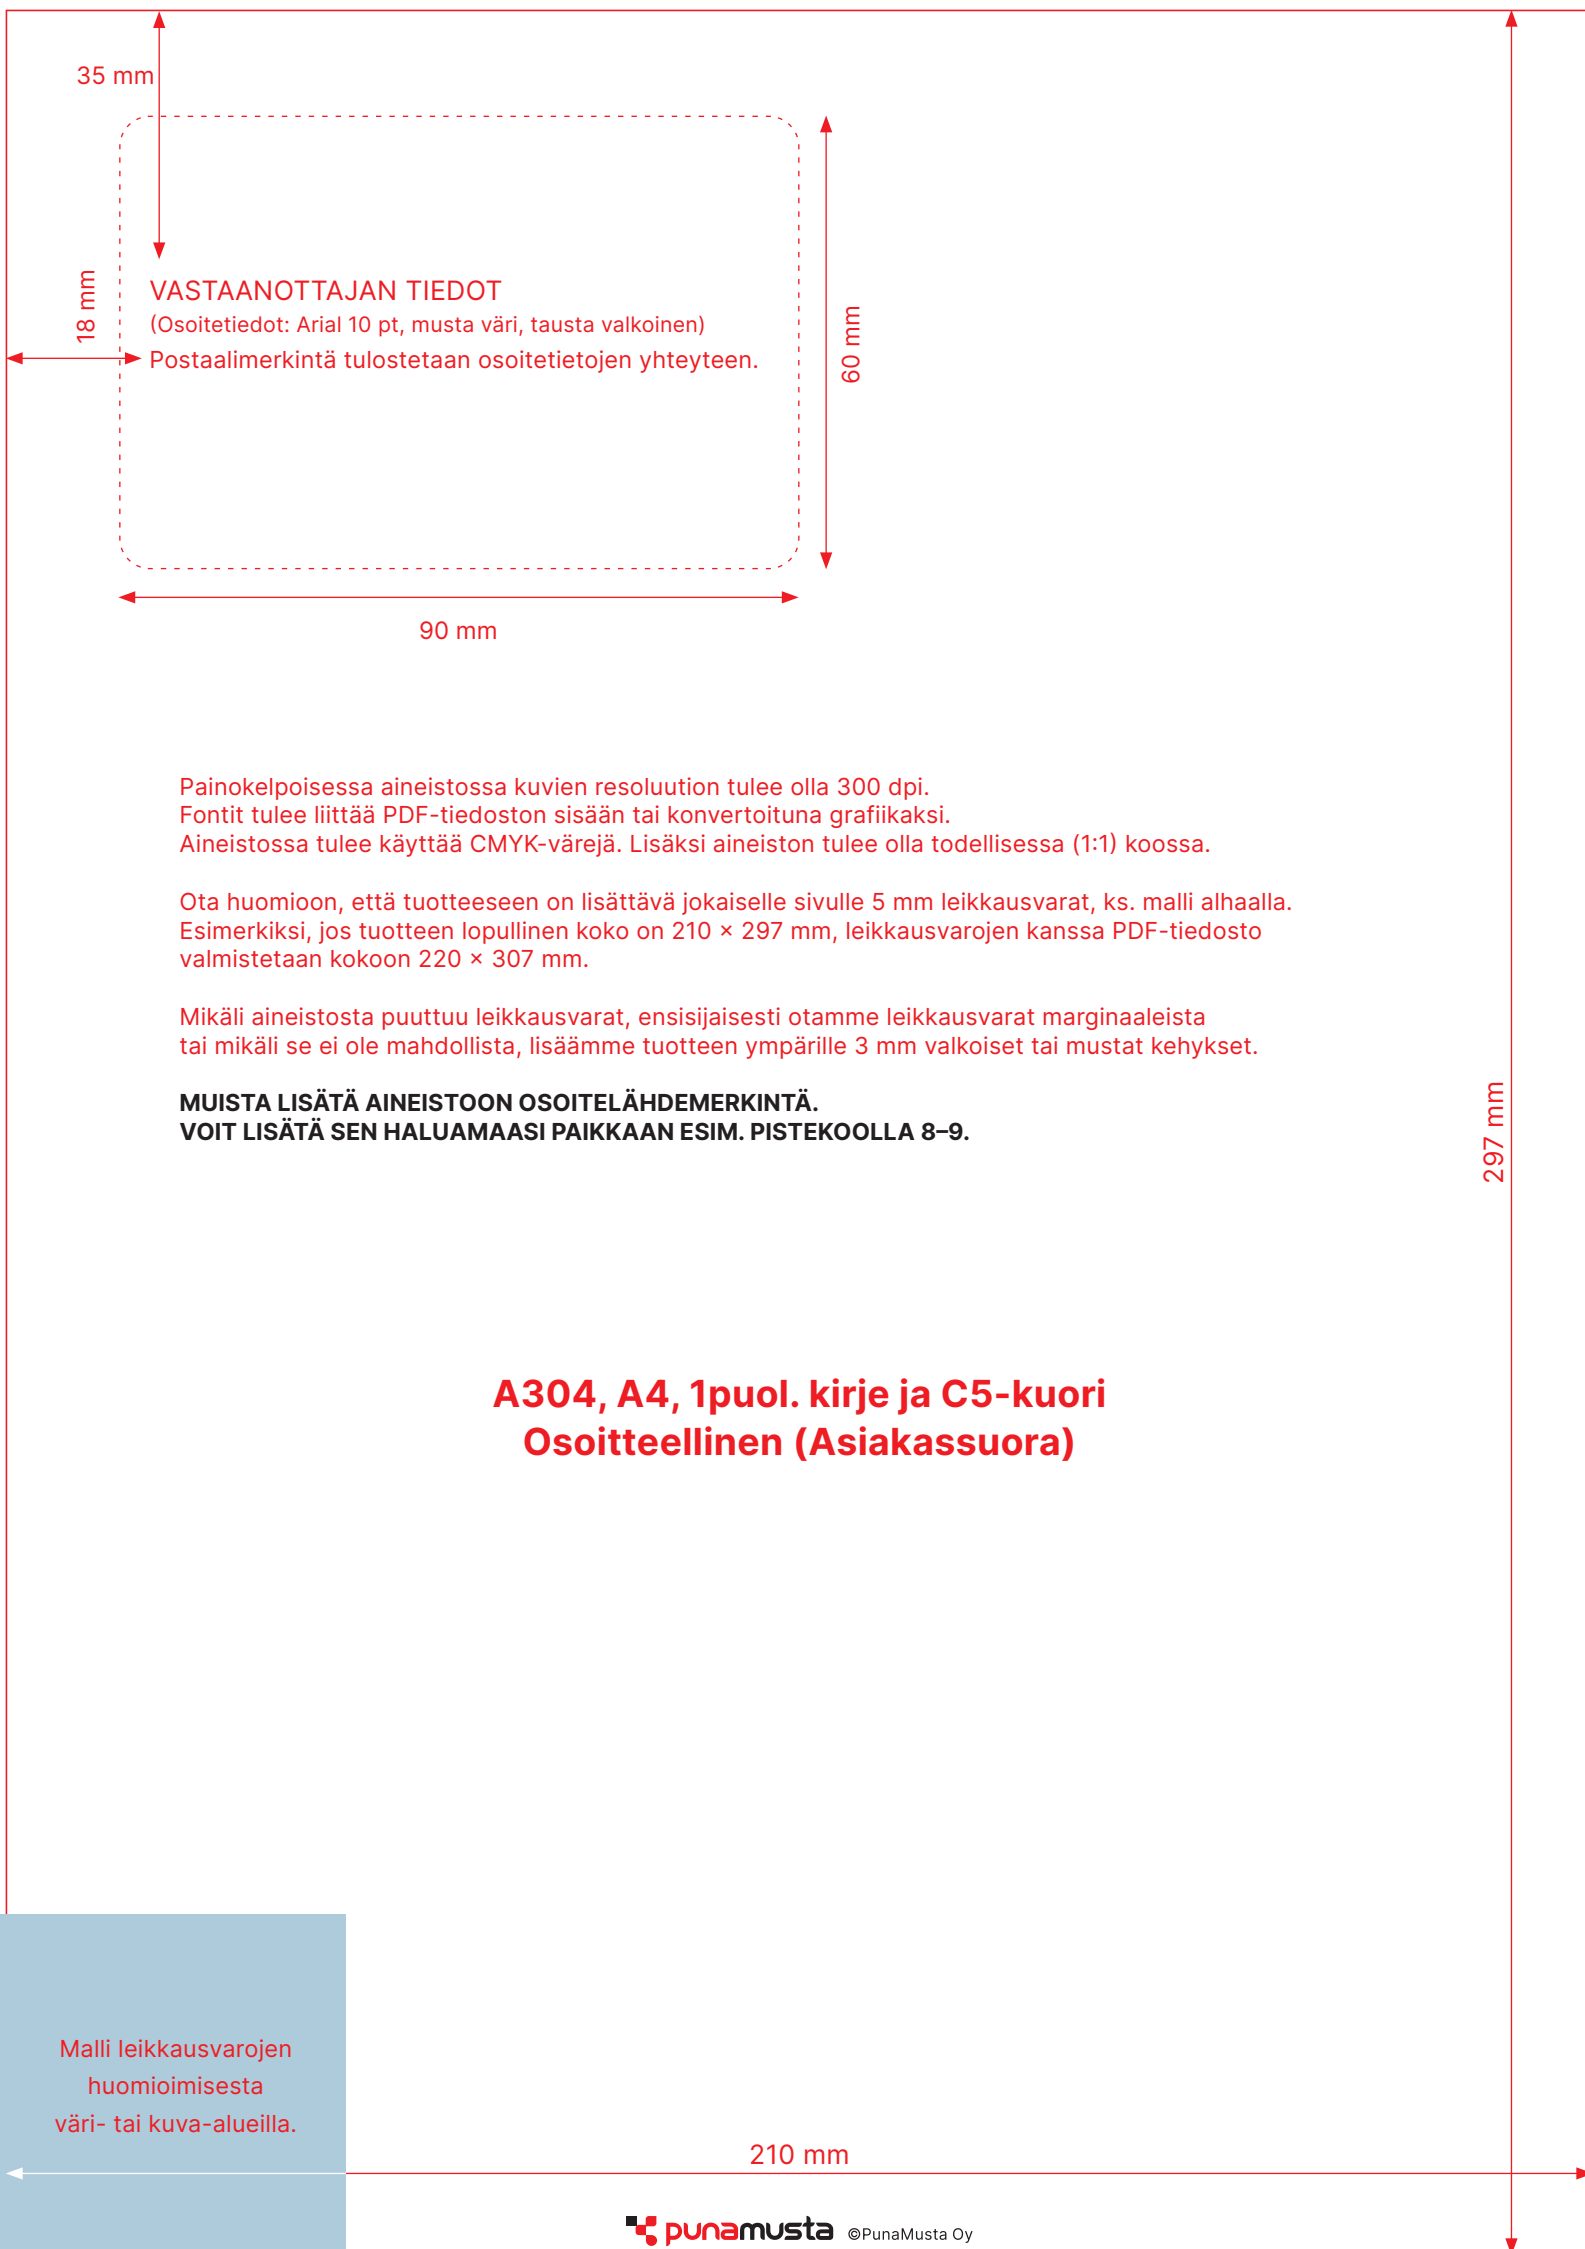 35 mm
18 mm
VASTAANOTTAJAN TIEDOT
(Osoitetiedot: Arial 10 pt, musta väri, tausta valkoinen)
Postaalimerkintä tulostetaan osoitetietojen yhteyteen.
60 mm
90 mm
Painokelpoisessa aineistossa kuvien resoluution tulee olla 300 dpi.
Fontit tulee liittää PDF-tiedoston sisään tai konvertoituna grafiikaksi.
Aineistossa tulee käyttää CMYK-värejä. Lisäksi aineiston tulee olla todellisessa (1:1) koossa.
Ota huomioon, että tuotteeseen on lisättävä jokaiselle sivulle 5 mm leikkausvarat, ks. malli alhaalla.
Esimerkiksi, jos tuotteen lopullinen koko on 210 × 297 mm, leikkausvarojen kanssa PDF-tiedosto
valmistetaan kokoon 220 × 307 mm.
Mikäli aineistosta puuttuu leikkausvarat, ensisijaisesti otamme leikkausvarat marginaaleista
tai mikäli se ei ole mahdollista, lisäämme tuotteen ympärille 3 mm valkoiset tai mustat kehykset.
MUISTA LISÄTÄ AINEISTOON OSOITELÄHDEMERKINTÄ.
VOIT LISÄTÄ SEN HALUAMAASI PAIKKAAN ESIM. PISTEKOOLLA 8–9.
297 mm
A304, A4, 1puol. kirje ja C5-kuori
Osoitteellinen (Asiakassuora)
Malli leikkausvarojen
huomioimisesta
väri- tai kuva-alueilla.
210 mm
punamusta ©PunaMusta Oy